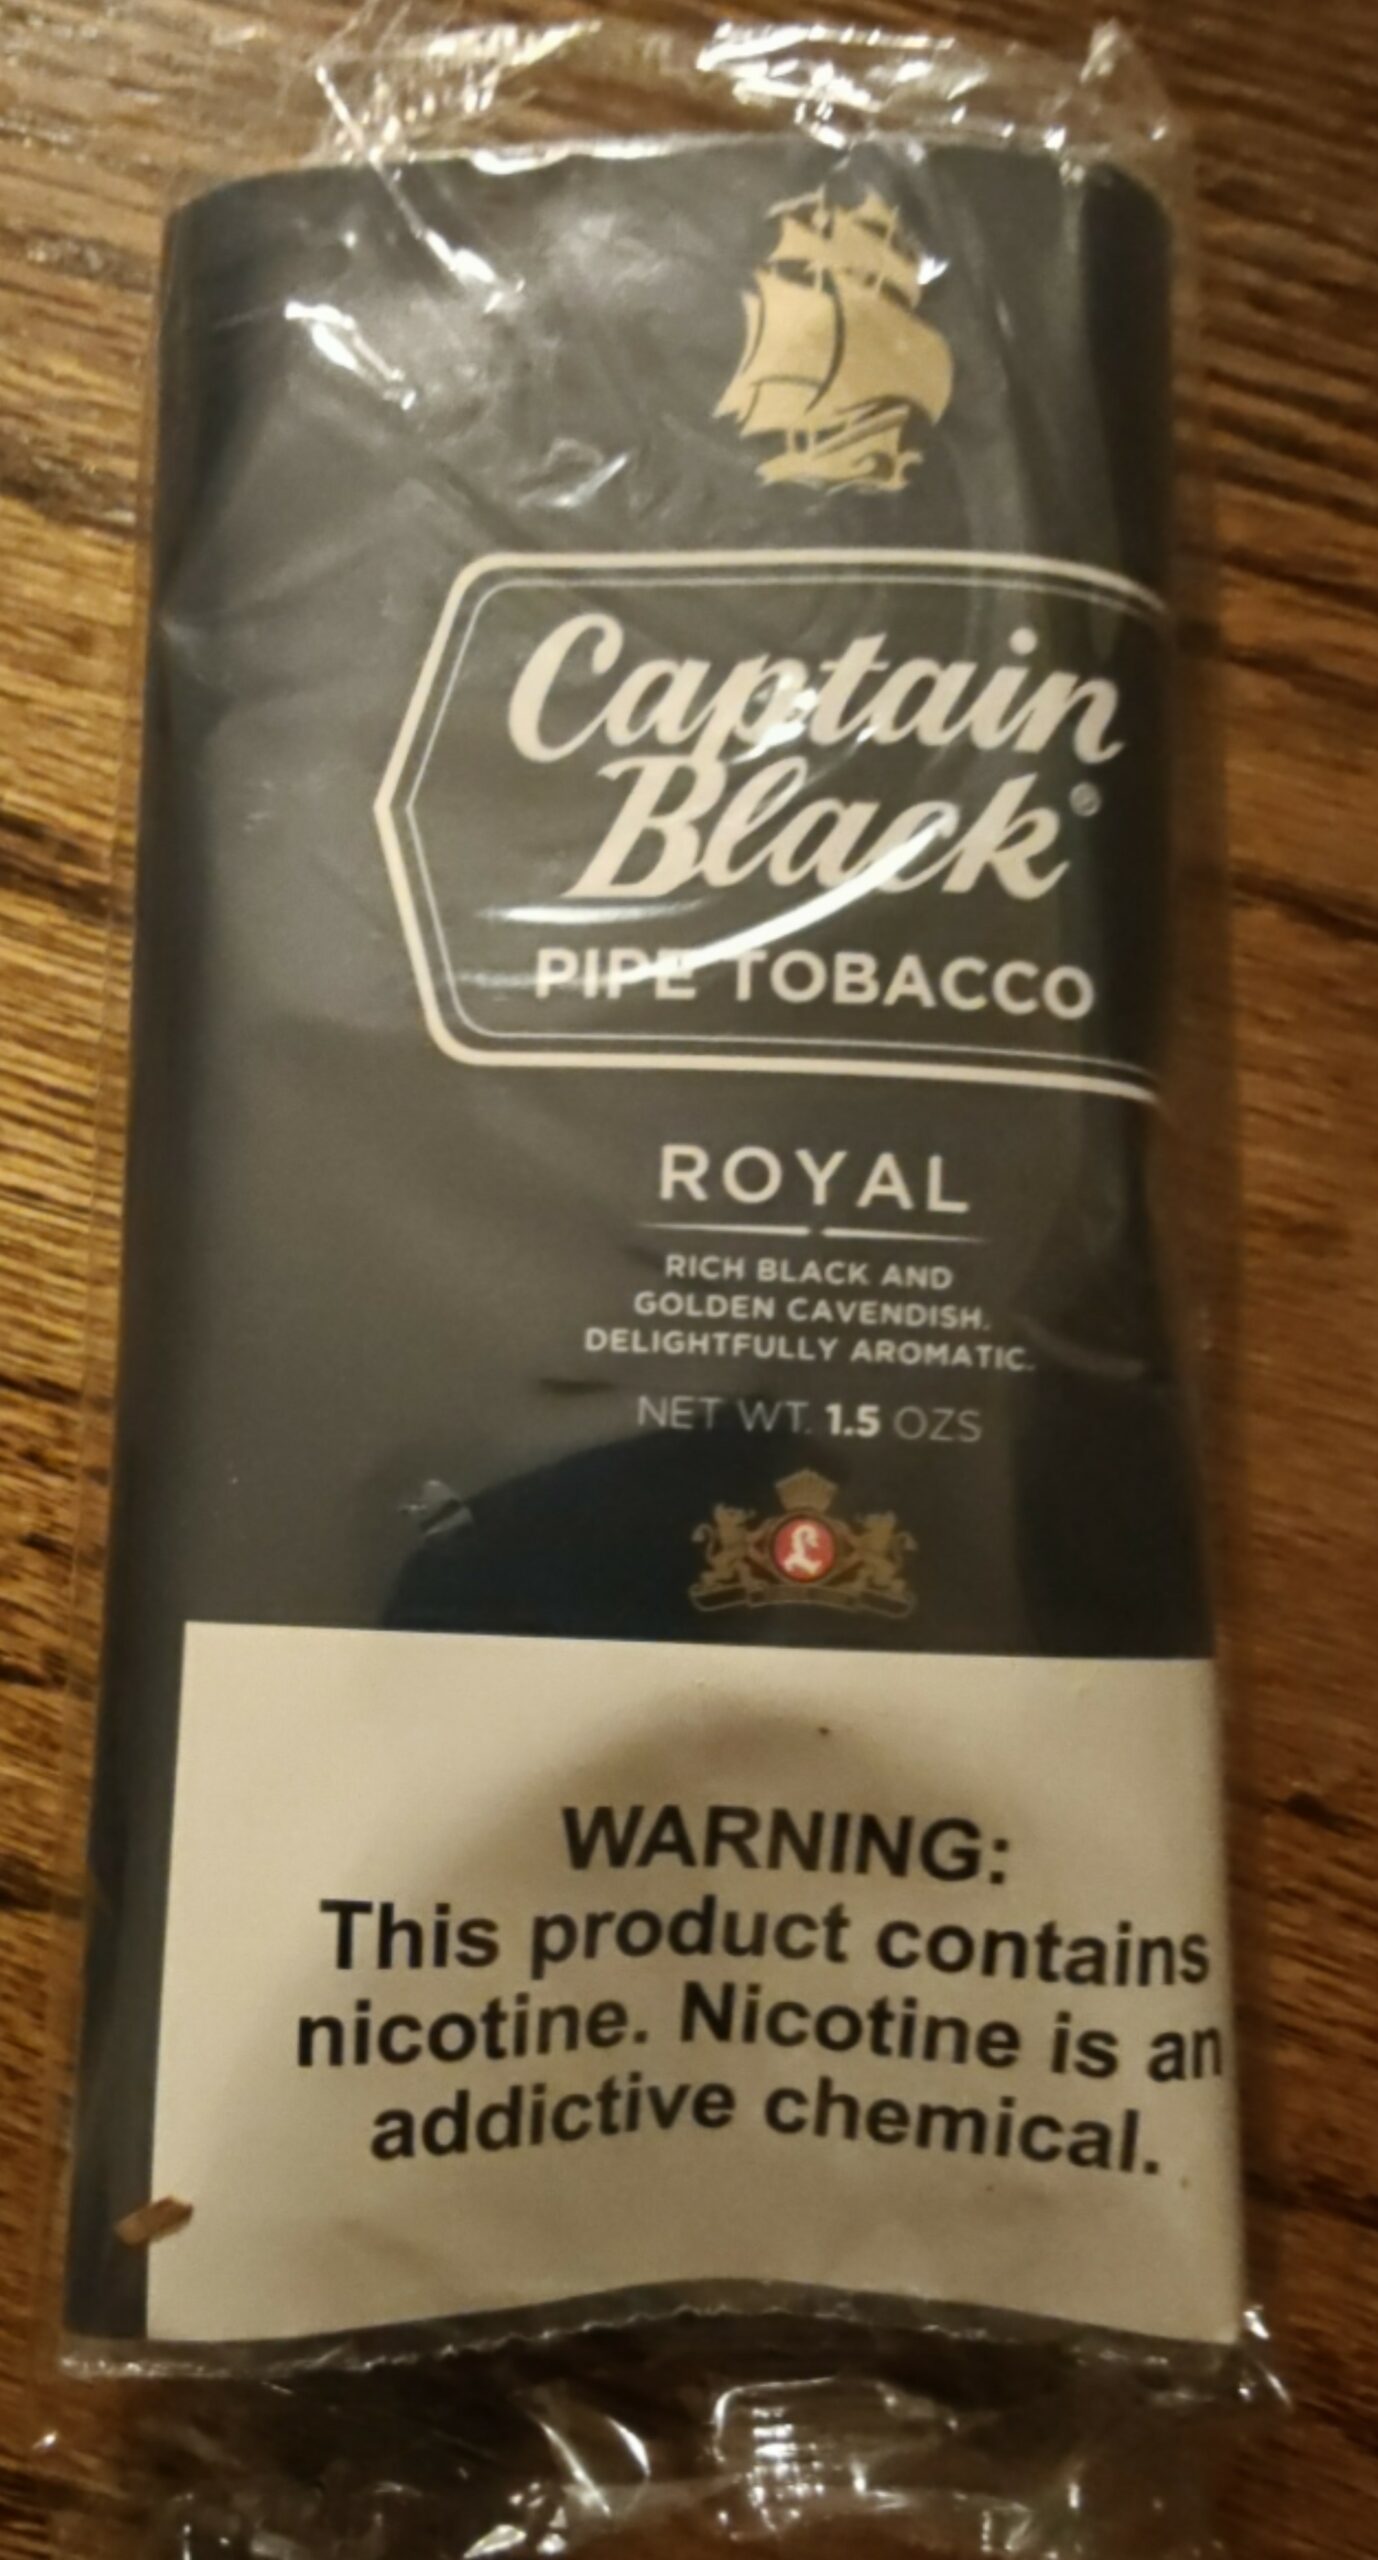 Captain
Black®
PIPE TOBACCO
ROYAL
RICH BLACK AND
GOLDEN CAVENDISH.
DELIGHTFULLY AROMATIC.
NET WT. 1.5 OZS
L
WARNING:
This product contains
nicotine. Nicotine is an
addictive chemical.